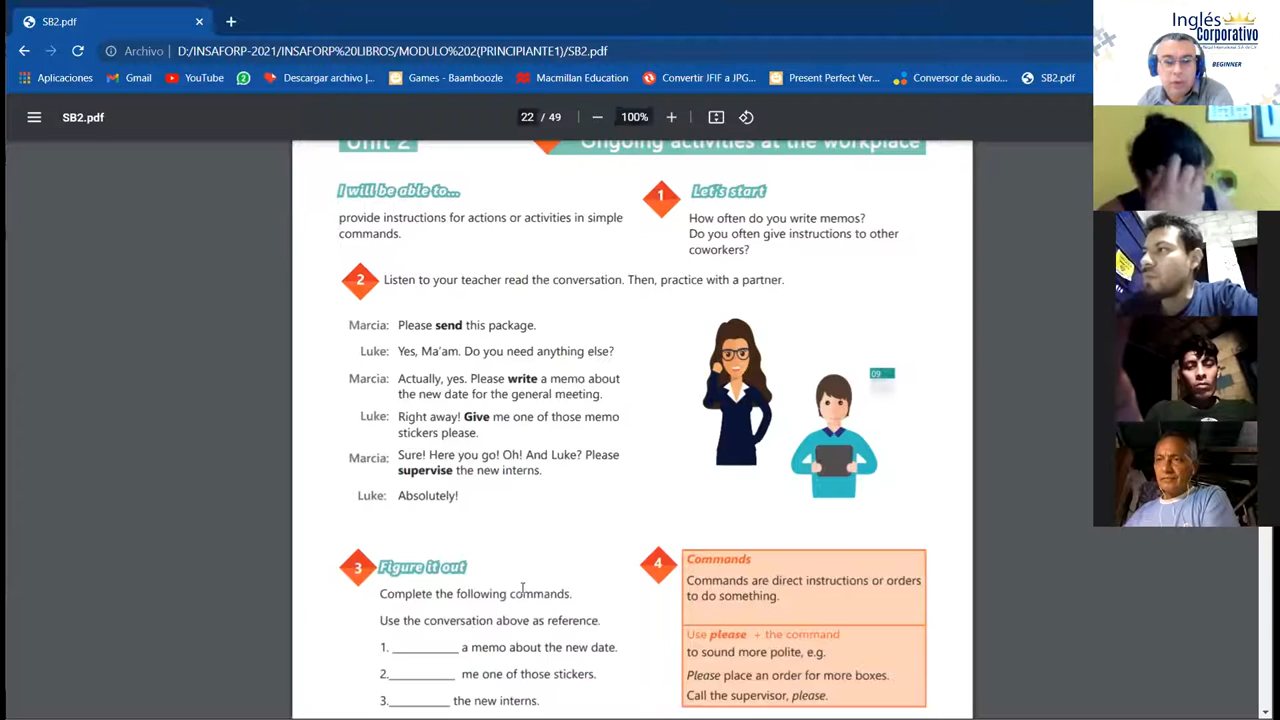 SB2.pdf
Archivo D:/INSAFORP-2021/INSAFORP%20LIBROS/MODULO%202(PRINCIPIANTE1)/SB2.pdf
Aplicaciones Gmail YouTube Descargar archivo |... Games - Baamboozle Macmillan Education Convertir JFIF a JPG... Present Perfect Ver... Conversor de audio... SB2.pdf
SB2.pdf 22 / 49 100%
Inglés
Corporativo
BEGINNER
Unit 2 Ongoing activities at the workplace
I will be able to...
provide instructions for actions or activities in simple
commands.
1 Let's start
How often do you write memos?
Do you often give instructions to other
coworkers?
2 Listen to your teacher read the conversation. Then, practice with a partner.
Marcia: Please send this package.
Luke: Yes, Ma'am. Do you need anything else?
Marcia: Actually, yes. Please write a memo about
the new date for the general meeting.
Luke: Right away! Give me one of those memo
stickers please.
Marcia: Sure! Here you go! Oh! And Luke? Please
supervise the new interns.
Luke: Absolutely!
09
3 Figure it out
Complete the following commands.
Use the conversation above as reference.
1. __________ a memo about the new date.
2.__________ me one of those stickers.
3.__________ the new interns.
4 Commands
Commands are direct instructions or orders
to do something.
Use please + the command
to sound more polite, e.g.
Please place an order for more boxes.
Call the supervisor, please.